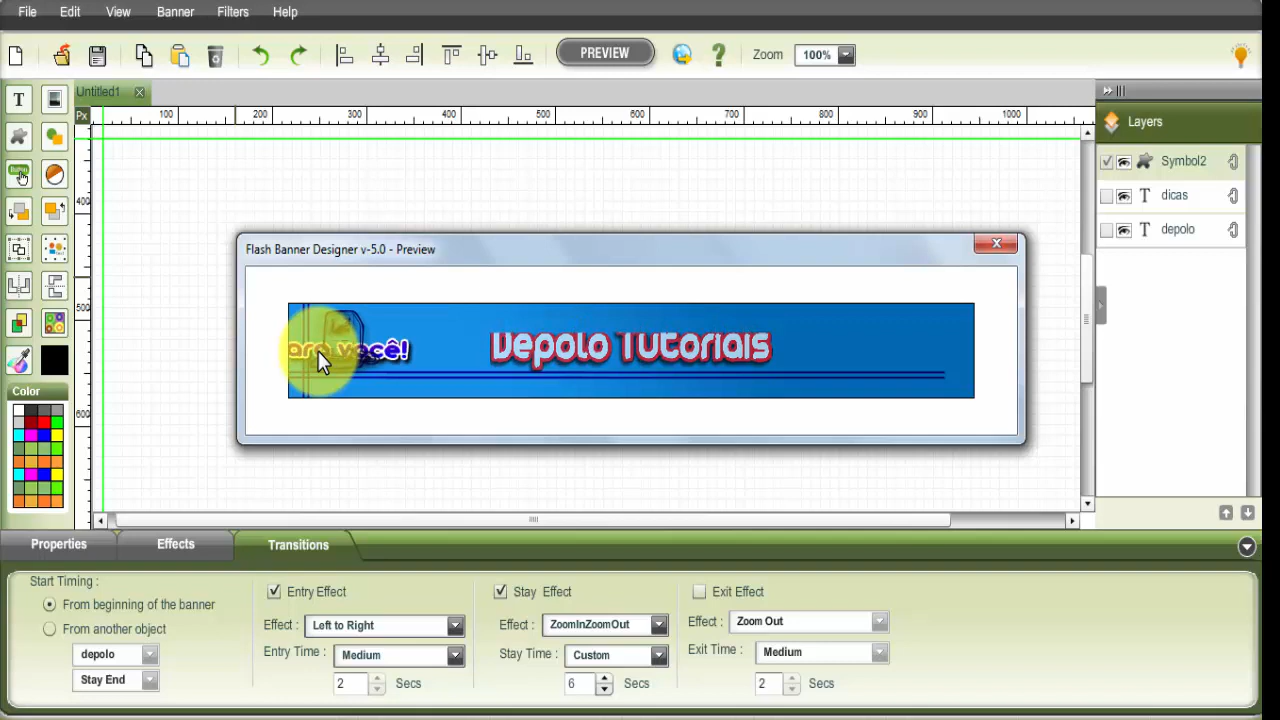 File Edit View Banner Filters Help
PREVIEW Zoom 100%
Untitled1
Px 100 200 300 400 500 600 700 800 900 1000
Layers
Symbol2
T dicas
T depolo
400
500
600
Flash Banner Designer v-5.0 - Preview
Depolo Tutoriais
você!
Color
Properties Effects Transitions
Start Timing :
From beginning of the banner
From another object
depolo
Stay End
Entry Effect
Effect : Left to Right
Entry Time : Medium
2 Secs
Stay Effect
Effect : ZoomInZoomOut
Stay Time : Custom
6 Secs
Exit Effect
Effect : Zoom Out
Exit Time : Medium
2 Secs